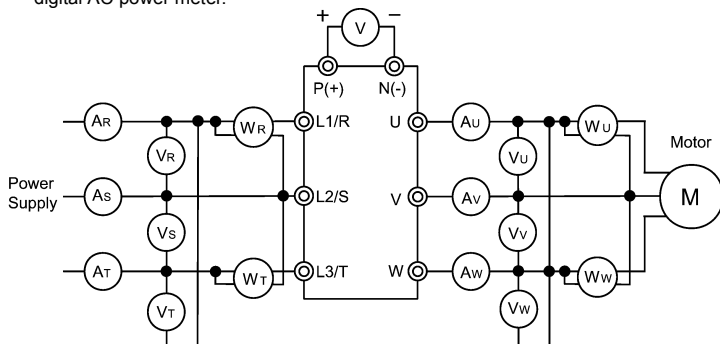 digital AC power meter.
+ V −
P(+) N(-)
AR WR L1/R U AU WU
VR VU
Motor
Power
Supply
AS L2/S V AV M
VS VV
AT WT L3/T W AW WW
VT VW